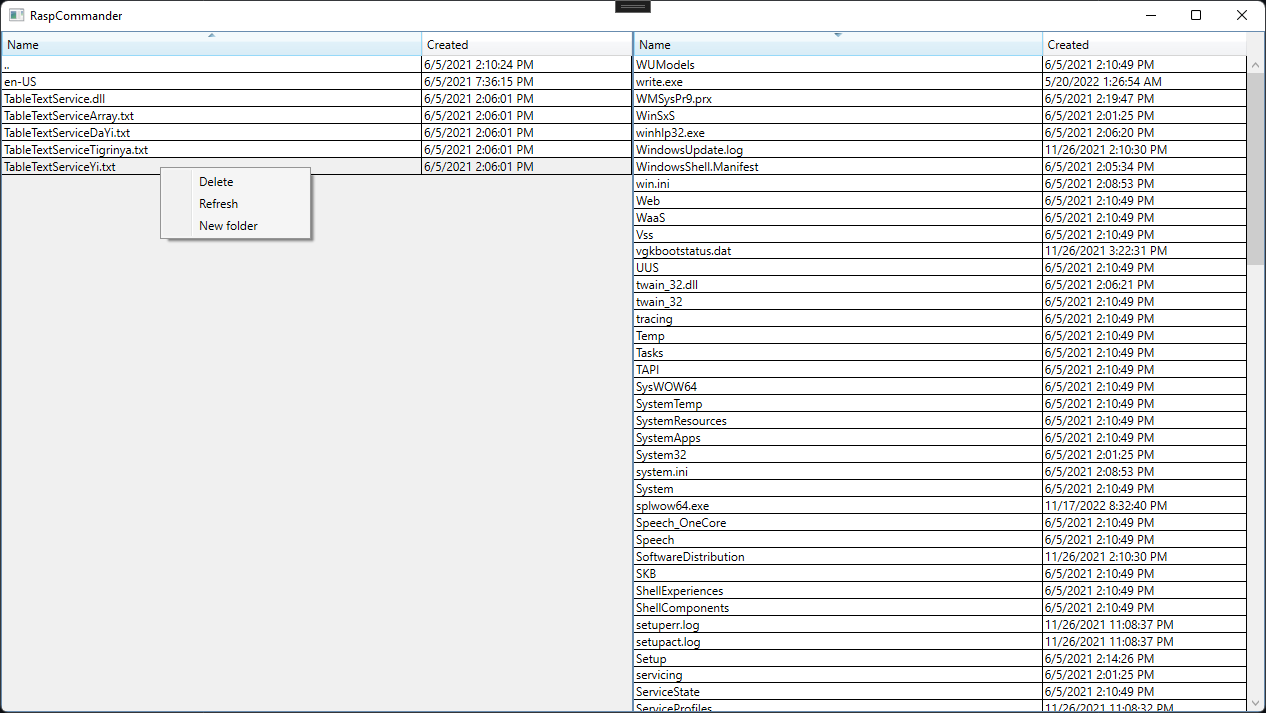 RaspCommander
Name Created
.. 6/5/2021 2:10:24 PM
en-US 6/5/2021 7:36:15 PM
TableTextService.dll 6/5/2021 2:06:01 PM
TableTextServiceArray.txt 6/5/2021 2:06:01 PM
TableTextServiceDaYi.txt 6/5/2021 2:06:01 PM
TableTextServiceTigrinya.txt 6/5/2021 2:06:01 PM
TableTextServiceYi.txt 6/5/2021 2:06:01 PM
Delete
Refresh
New folder
Name Created
WUModels 6/5/2021 2:10:49 PM
write.exe 5/20/2022 1:26:54 AM
WMSysPr9.prx 6/5/2021 2:19:47 PM
WinSxS 6/5/2021 2:01:25 PM
winhlp32.exe 6/5/2021 2:06:20 PM
WindowsUpdate.log 11/26/2021 2:10:30 PM
WindowsShell.Manifest 6/5/2021 2:05:34 PM
win.ini 6/5/2021 2:08:53 PM
Web 6/5/2021 2:10:49 PM
WaaS 6/5/2021 2:10:49 PM
Vss 6/5/2021 2:10:49 PM
vgkbootstatus.dat 11/26/2021 3:22:31 PM
UUS 6/5/2021 2:10:49 PM
twain_32.dll 6/5/2021 2:06:21 PM
twain_32 6/5/2021 2:10:49 PM
tracing 6/5/2021 2:10:49 PM
Temp 6/5/2021 2:10:49 PM
Tasks 6/5/2021 2:10:49 PM
TAPI 6/5/2021 2:10:49 PM
SysWOW64 6/5/2021 2:10:49 PM
SystemTemp 6/5/2021 2:10:49 PM
SystemResources 6/5/2021 2:10:49 PM
SystemApps 6/5/2021 2:10:49 PM
System32 6/5/2021 2:01:25 PM
system.ini 6/5/2021 2:08:53 PM
System 6/5/2021 2:10:49 PM
splwow64.exe 11/17/2022 8:32:40 PM
Speech_OneCore 6/5/2021 2:10:49 PM
Speech 6/5/2021 2:10:49 PM
SoftwareDistribution 11/26/2021 2:10:30 PM
SKB 6/5/2021 2:10:49 PM
ShellExperiences 6/5/2021 2:10:49 PM
ShellComponents 6/5/2021 2:10:49 PM
setuperr.log 11/26/2021 11:08:37 PM
setupact.log 11/26/2021 11:08:37 PM
Setup 6/5/2021 2:14:26 PM
servicing 6/5/2021 2:01:25 PM
ServiceState 6/5/2021 2:10:49 PM
ServiceProfiles 11/26/2021 11:08:32 PM